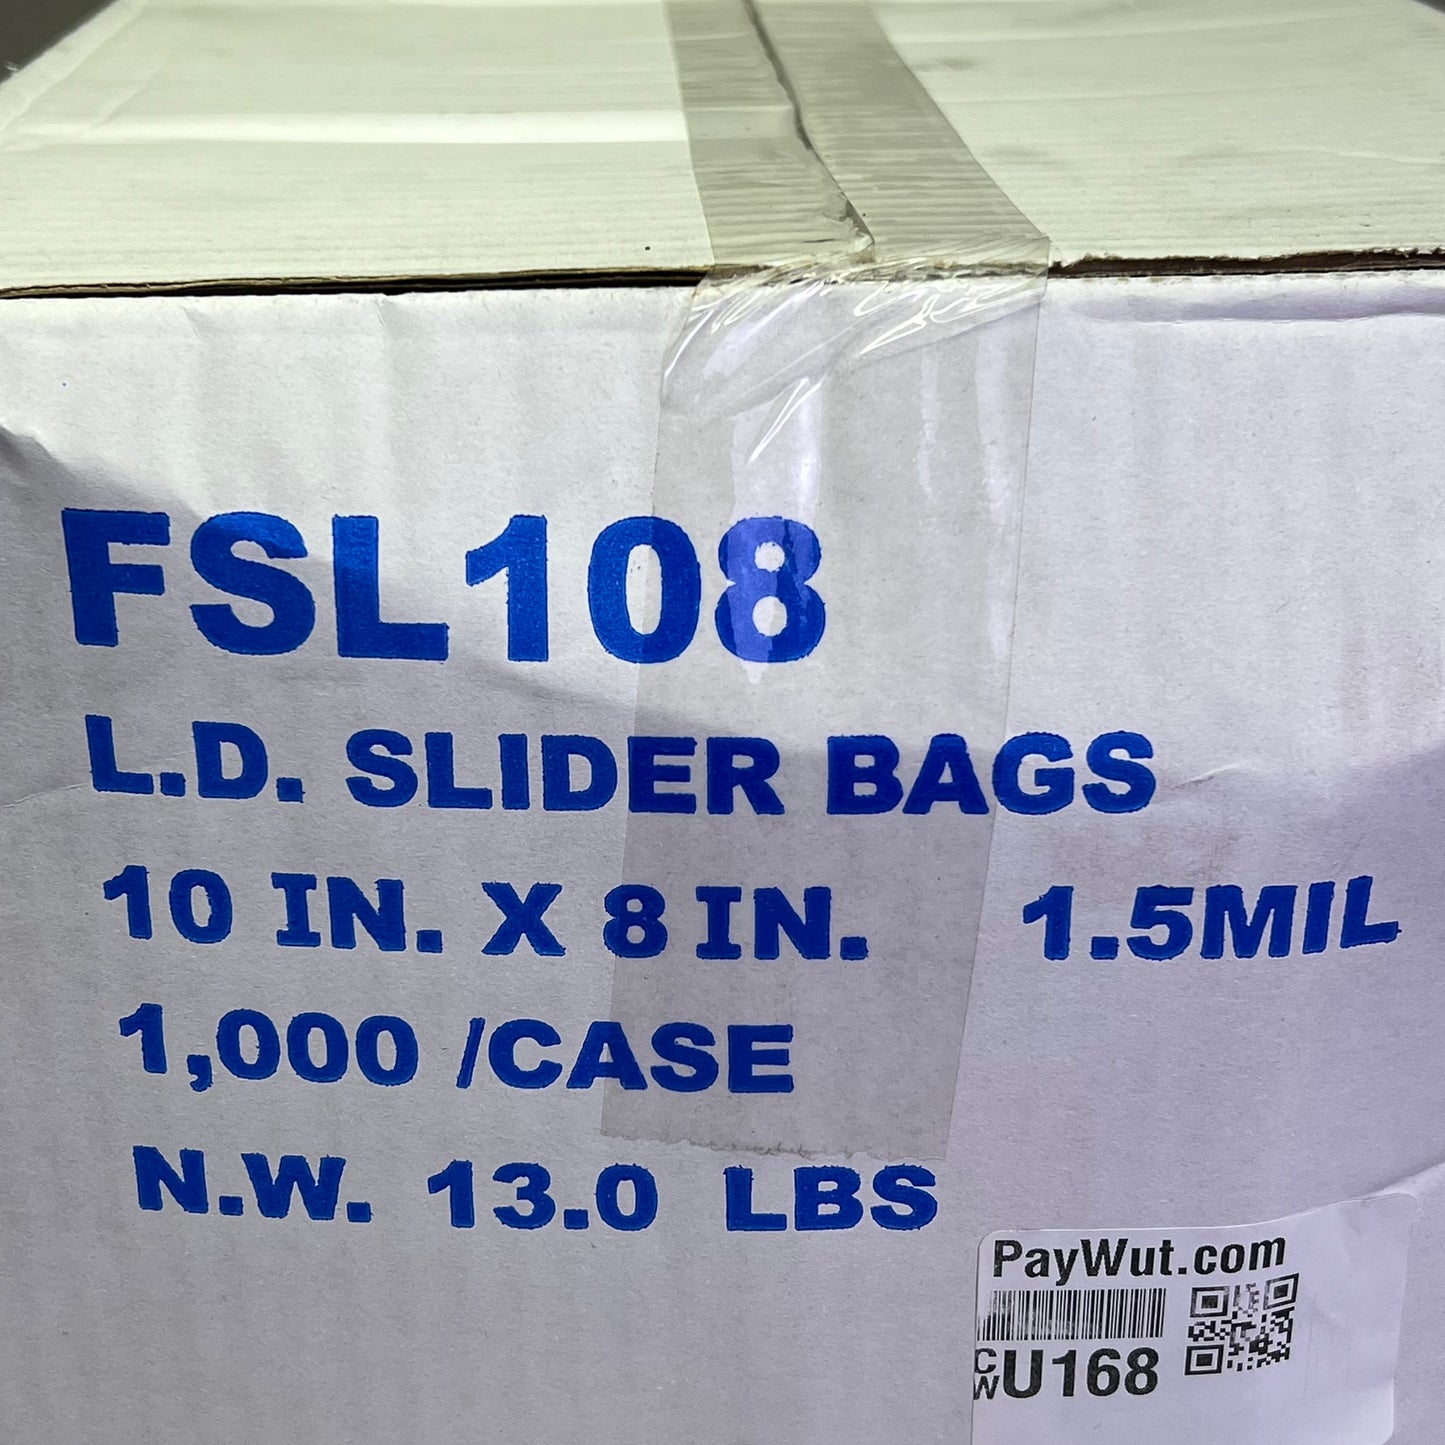 FSL108
L.D. SLIDER BAGS
10 IN. X 8 IN. 1.5MIL
1,000 /CASE
N.W. 13.0 LBS
PayWut.com
CW U168